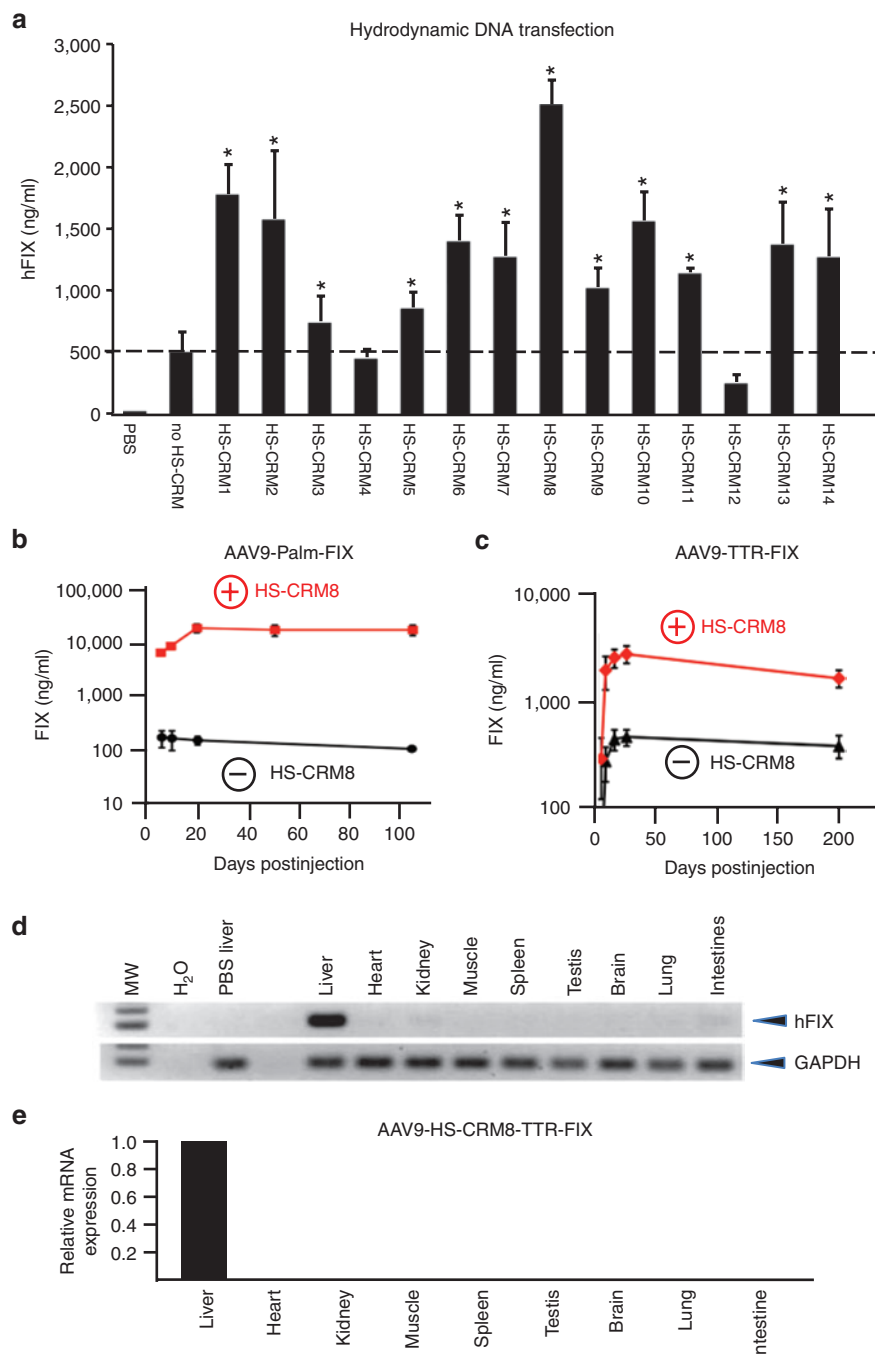 a
Hydrodynamic DNA transfection
3,000
2,500
2,000
1,500
1,000
500
0
hFIX (ng/ml)
* * * * * * * * * * * *
PBS
no HS-CRM
HS-CRM1
HS-CRM2
HS-CRM3
HS-CRM4
HS-CRM5
HS-CRM6
HS-CRM7
HS-CRM8
HS-CRM9
HS-CRM10
HS-CRM11
HS-CRM12
HS-CRM13
HS-CRM14
b
AAV9-Palm-FIX
100,000
10,000
1,000
100
10
FIX (ng/ml)
+ HS-CRM8
− HS-CRM8
0 20 40 60 80 100
Days postinjection
c
AAV9-TTR-FIX
10,000
1,000
100
FIX (ng/ml)
+ HS-CRM8
− HS-CRM8
0 50 100 150 200
Days postinjection
d
MW
H2O
PBS liver
Liver
Heart
Kidney
Muscle
Spleen
Testis
Brain
Lung
Intestines
hFIX
GAPDH
e
AAV9-HS-CRM8-TTR-FIX
1.0
0.8
0.6
0.4
0.2
Relative mRNA
expression
Liver
Heart
Kidney
Muscle
Spleen
Testis
Brain
Lung
ntestine